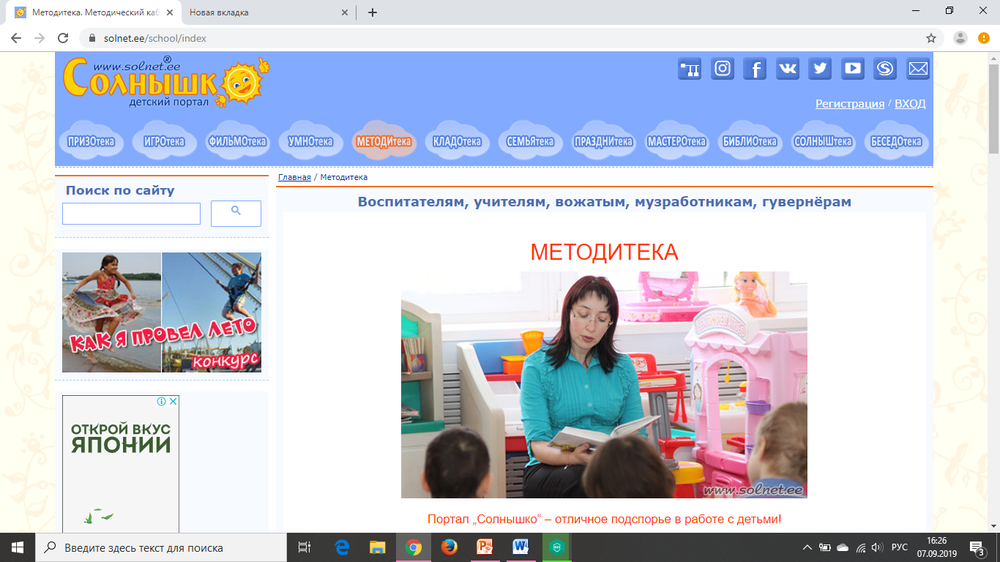 Методитека. Методический каб
Новая вкладка
solnet.ee/school/index
www.solnet.ee®
Солнышко
детский портал
Регистрация / ВХОД
ПРИЗОтека
ИГРОтека
ФИЛЬМОтека
УМНОтека
МЕТОДИтека
КЛАДОтека
СЕМЬЯтека
ПРАЗДНИтека
МАСТЕРОтека
БИБЛИОтека
СОЛНЫШтека
БЕСЕДОтека
Поиск по сайту
КАК Я ПРОВЕЛ ЛЕТО
КОНКУРС
ОТКРОЙ ВКУС
ЯПОНИИ
Главная / Методитека
Воспитателям, учителям, вожатым, музработникам, гувернёрам
МЕТОДИТЕКА
www.solnet.ee
Портал „Солнышко“ – отличное подспорье в работе с детьми!
Введите здесь текст для поиска
РУС
16:26
07.09.2019
3